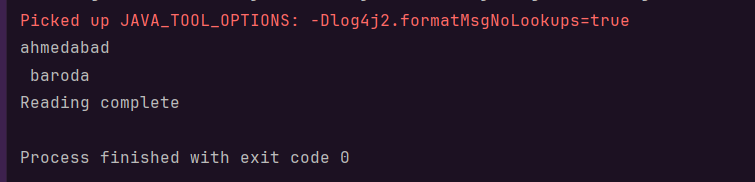 Picked up JAVA_TOOL_OPTIONS: -Dlog4j2.formatMsgNoLookups=true
ahmedabad
 baroda
Reading complete

Process finished with exit code 0